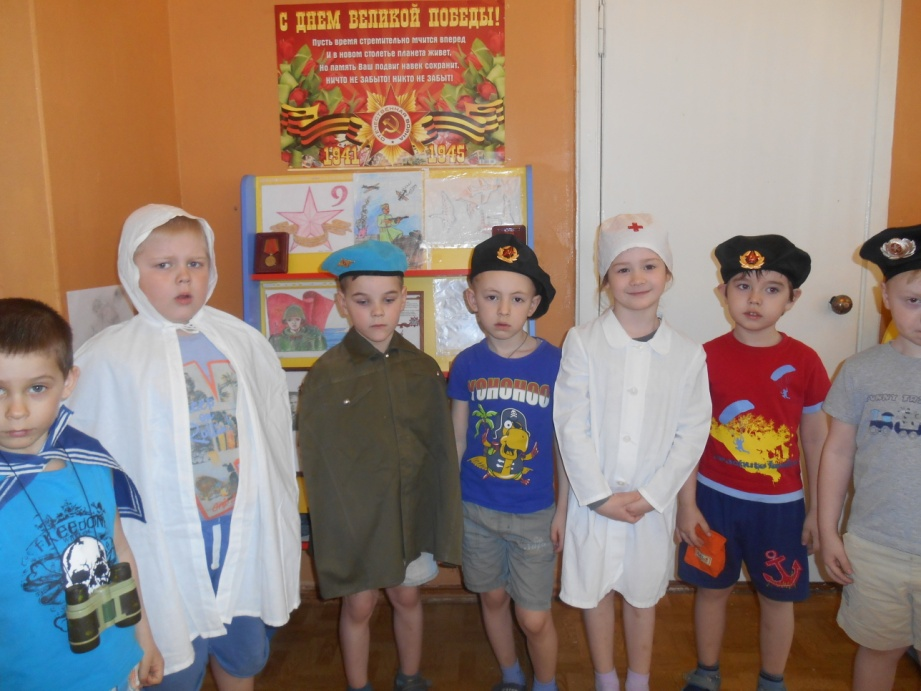 С ДНЕМ ВЕЛИКОЙ ПОБЕДЫ!
Пусть время стремительно мчится вперед
И в новом столетье планета живет,
Но память Ваш подвиг навек сохранит,
НИЧТО НЕ ЗАБЫТО! НИКТО НЕ ЗАБЫТ!
1941 1945
9
YOHOHOO
Freedom